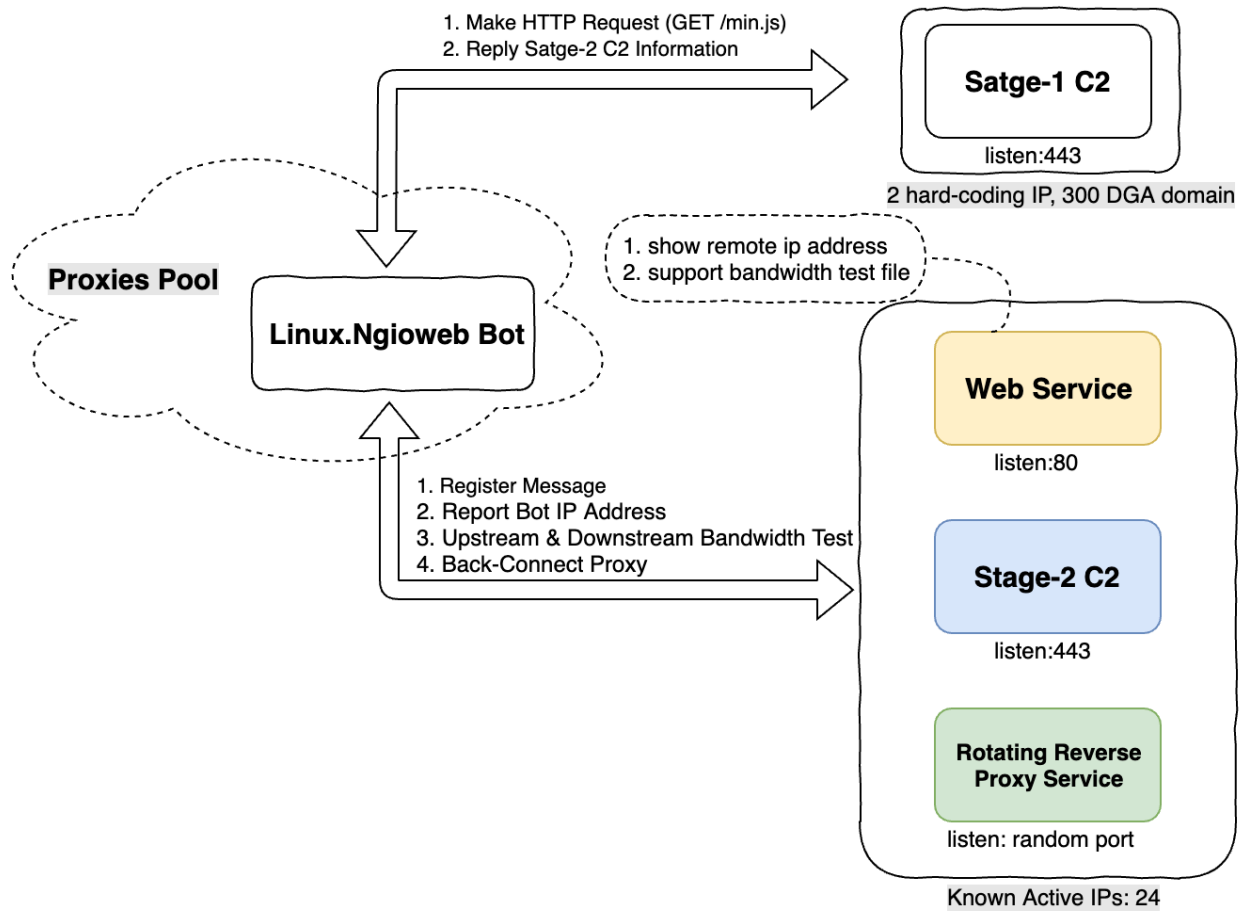 1. Make HTTP Request (GET /min.js)
2. Reply Satge-2 C2 Information
Satge-1 C2
listen:443
2 hard-coding IP, 300 DGA domain
Proxies Pool
Linux.Ngioweb Bot
1. show remote ip address
2. support bandwidth test file
Web Service
listen:80
1. Register Message
2. Report Bot IP Address
3. Upstream & Downstream Bandwidth Test
4. Back-Connect Proxy
Stage-2 C2
listen:443
Rotating Reverse
Proxy Service
listen: random port
Known Active IPs: 24